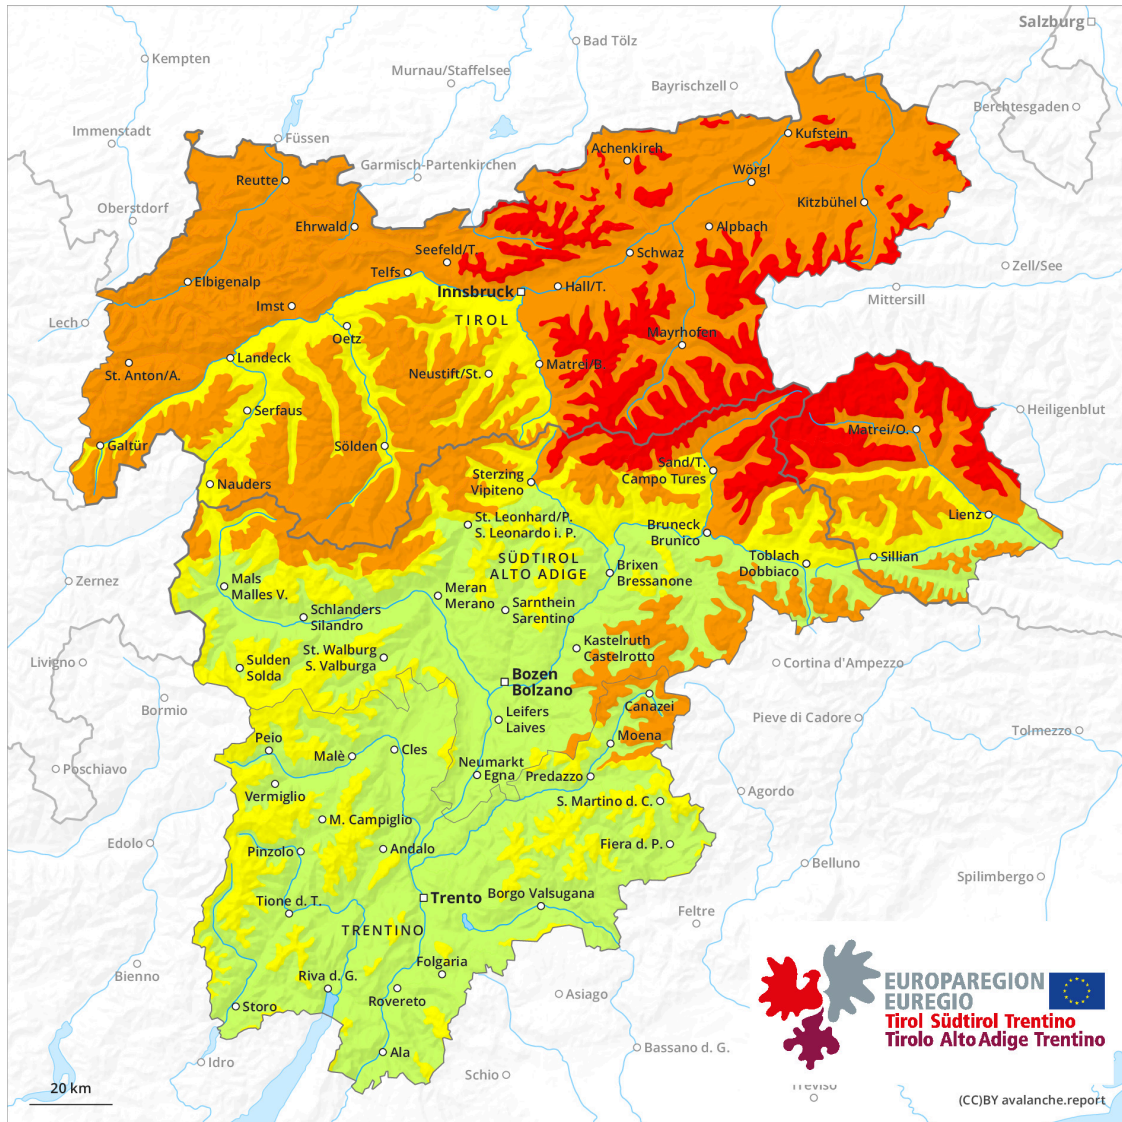 Salzburg
Bad Tölz
Kempten
Murnau/Staffelsee
Bayrischzell
Berchtesgaden
Immenstadt
Füssen
Kufstein
Achenkirch
Garmisch-Partenkirchen
Wörgl
Reutte
Kitzbühel
Oberstdorf
Ehrwald
Alpbach
Seefeld/T.
Schwaz
Zell/See
Telfs
Elbigenalp
Innsbruck
Hall/T.
Mittersill
Imst
TIROL
Lech
Oetz
Mayrhofen
Landeck
Matrei/B.
St. Anton/A.
Neustift/St.
Serfaus
Heiligenblut
Matrei/O.
Galtür
Sölden
Sand/T.
Campo Tures
Sterzing
Vipiteno
Nauders
St. Leonhard/P.
S. Leonardo i. P.
Lienz
Bruneck
Brunico
SÜDTIROL
ALTO ADIGE
Toblach
Dobbiaco
Sillian
Brixen
Bressanone
Zernez
Mals
Malles V.
Meran
Merano
Sarnthein
Sarentino
Schlanders
Silandro
Kastelruth
Castelrotto
St. Walburg
S. Valburga
Livigno
Sulden
Solda
Cortina d'Ampezzo
Bozen
Bolzano
Bormio
Canazei
Leifers
Laives
Pieve di Cadore
Tolmezzo
Peio
Moena
Cles
Malè
Neumarkt
Egna
Predazzo
Poschiavo
Vermiglio
Agordo
S. Martino d. C.
M. Campiglio
Edolo
Pinzolo
Andalo
Fiera d. P.
Belluno
Spilimbergo
Trento
Borgo Valsugana
Tione d. T.
Feltre
TRENTINO
Folgaria
Bienno
Riva d. G.
Rovereto
Asiago
Storo
EUROPAREGION
EUREGIO
Tirol Südtirol Trentino
Tirolo Alto Adige Trentino
Ala
Bassano d. G.
Idro
Schio
Treviso
20 km
(CC)BY avalanche.report